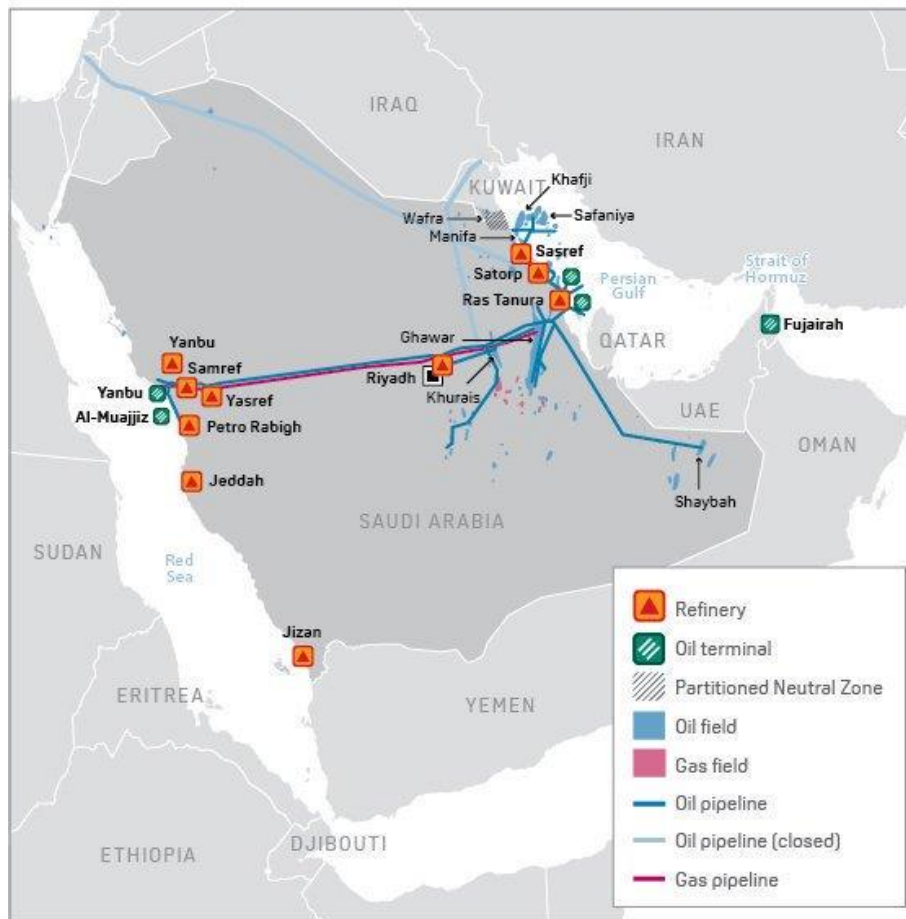 IRAQ
IRAN
KUWAIT
Khafji
Wafra
Safaniya
Manifa
Sasref
Satorp
Ras Tanura
Persian
Gulf
Strait of
Hormuz
Fujairah
Ghawar
QATAR
Yanbu
Samref
Riyadh
Khurais
Yanbu
Yasref
Al-Muajjiz
Petro Rabigh
UAE
OMAN
Jeddah
Shaybah
SAUDI ARABIA
SUDAN
Red
Sea
Jizan
ERITREA
YEMEN
DJIBOUTI
ETHIOPIA
Refinery
Oil terminal
Partitioned Neutral Zone
Oil field
Gas field
Oil pipeline
Oil pipeline (closed)
Gas pipeline